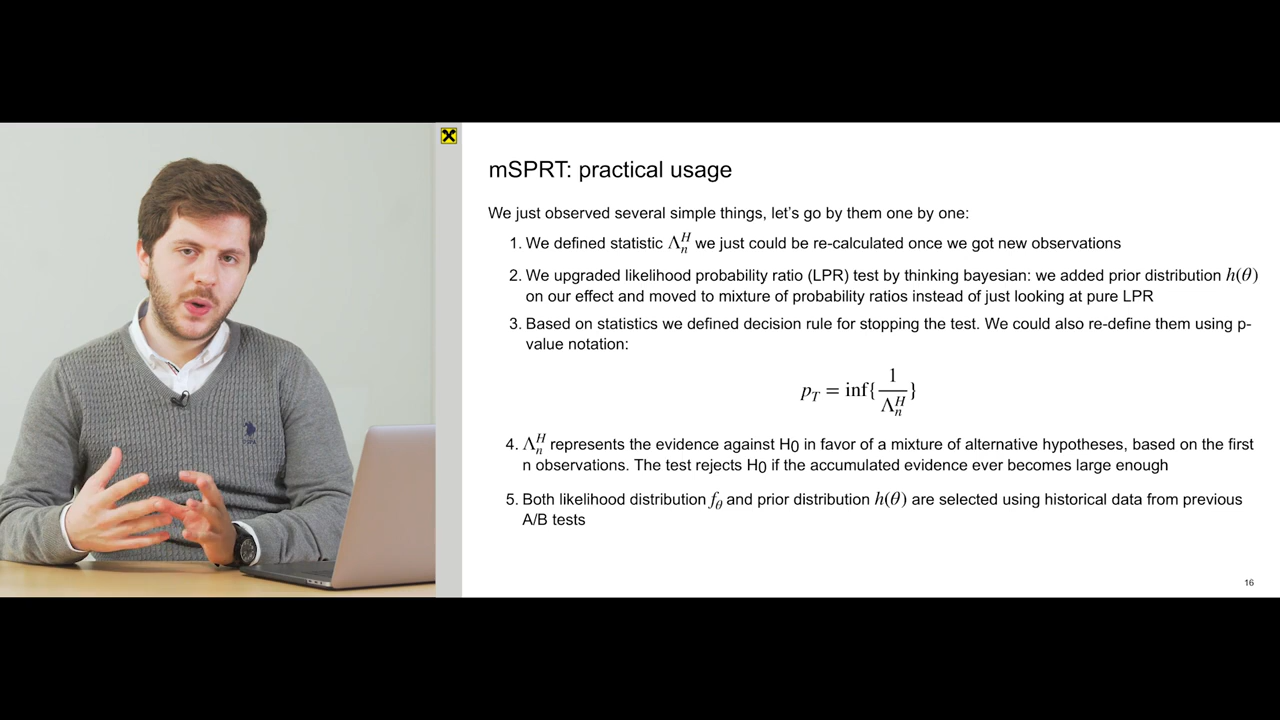 mSPRT: practical usage
We just observed several simple things, let's go by them one by one:
1. We defined statistic Λₙᴴ we just could be re-calculated once we got new observations
2. We upgraded likelihood probability ratio (LPR) test by thinking bayesian: we added prior distribution h(θ)
on our effect and moved to mixture of probability ratios instead of just looking at pure LPR
3. Based on statistics we defined decision rule for stopping the test. We could also re-define them using p-
value notation:
p_T = inf{1/Λₙᴴ}
4. Λₙᴴ represents the evidence against H0 in favor of a mixture of alternative hypotheses, based on the first
n observations. The test rejects H0 if the accumulated evidence ever becomes large enough
5. Both likelihood distribution f_θ and prior distribution h(θ) are selected using historical data from previous
A/B tests
16